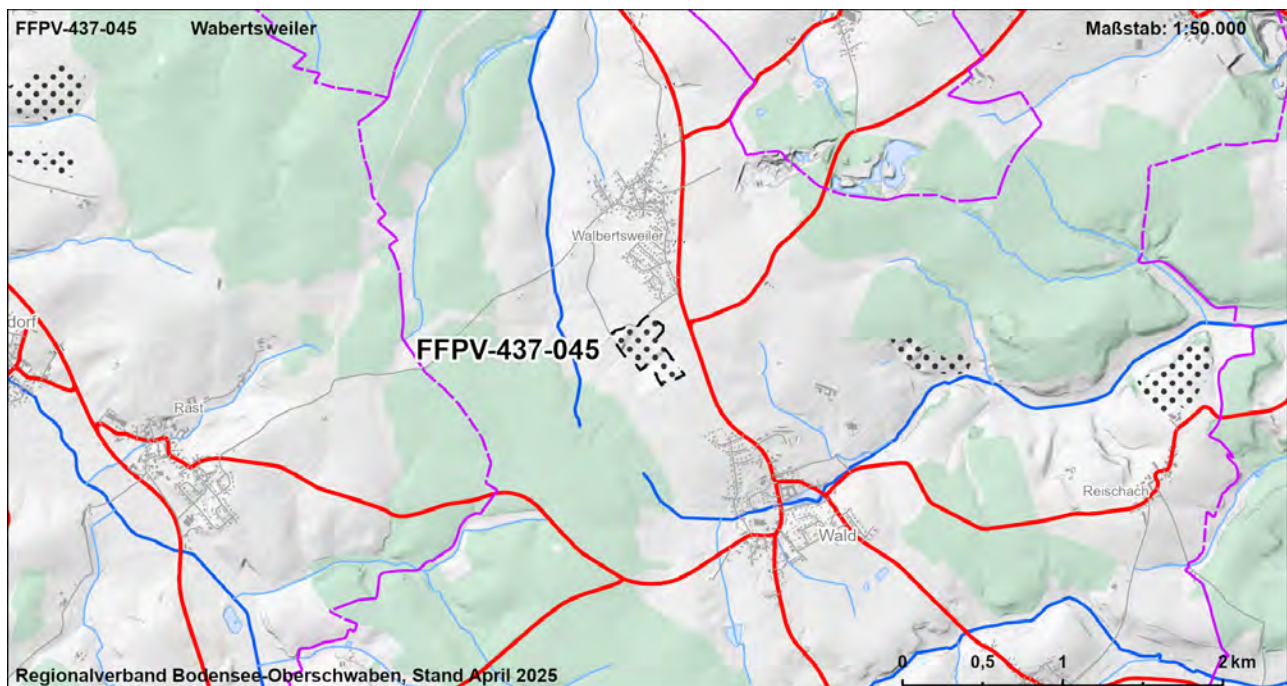 FFPV-437-045 Wabertsweiler Maßstab: 1:50.000
Walbertsweiler
dorf
FFPV-437-045
Rast
Reischach
Wald
0 0,5 1 2 km
Regionalverband Bodensee-Oberschwaben, Stand April 2025